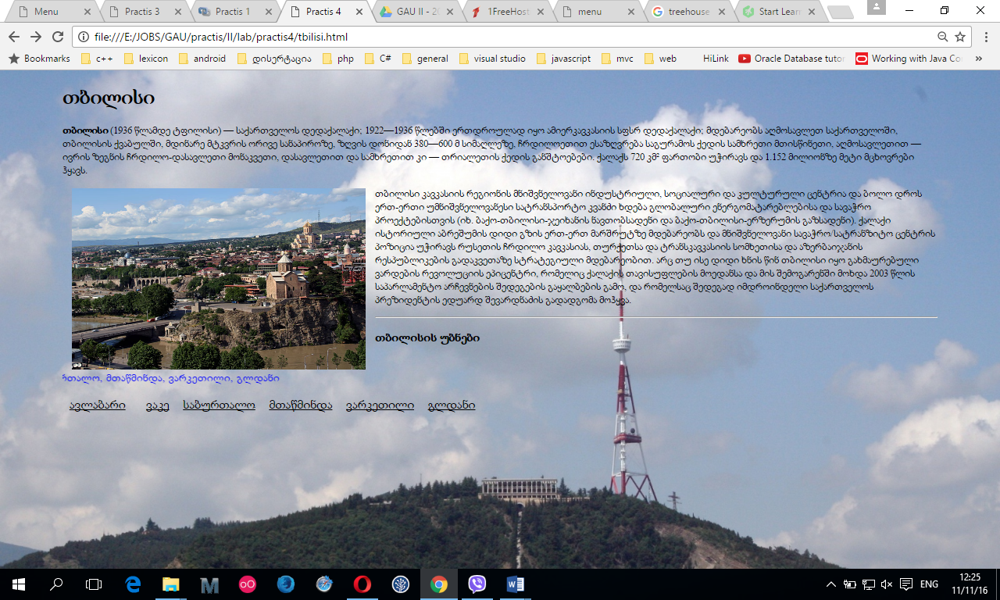 Menu
Practis 3
Practis 1
Practis 4
GAU II - 20
1FreeHost
menu
treehouse
Start Learn
file:///E:/JOBS/GAU/practis/II/lab/practis4/tbilisi.html
Bookmarks c++ lexicon android დისერტაცია php C# general visual studio javascript mvc web HiLink Oracle Database tutor Working with Java Co »
თბილისი
თბილისი (1936 წლამდე ტფილისი) — საქართველოს დედაქალაქი; 1922—1936 წლებში ერთდროულად იყო ამიერკავკასიის სფსრ დედაქალაქი; მდებარეობს აღმოსავლეთ საქართველოში,
თბილისის ქვაბულში, მდინარე მტკვრის ორივე სანაპიროზე, ზღვის დონიდან 380—600 მ სიმაღლეზე, ჩრდილოეთით ესაზღვრება საგურამოს ქედის სამხრეთი მთისწინეთი, აღმოსავლეთით —
ივრის ზეგნის ჩრდილო-დასავლეთი მონაკვეთი, დასავლეთით და სამხრეთით კი — თრიალეთის ქედის განშტოებები. ქალაქს 720 კმ² ფართობი უჭირავს და 1.152 მილიონზე მეტი მცხოვრები
ჰყავს.
თბილისი კავკასიის რეგიონის მნიშვნელოვანი ინდუსტრიული, სოციალური და კულტურული ცენტრია და ბოლო დროს
ერთ-ერთი უმნიშვნელოვანესი სატრანსპორტო კვანძი ხდება გლობალური ენერგომატარებლებისა და სავაჭრო
პროექტებისთვის (იხ. ბაქო-თბილისი-ჯეიჰანის ნავთობსადენი და ბაქო-თბილისი-ერზერუმის გაზსადენი). ქალაქი
ისტორიული აბრეშუმის დიდი გზის ერთ-ერთ მარშრუტზე მდებარეობს და მნიშვნელოვანი სავაჭრო/სატრანზიტო ცენტრის
პოზიცია უჭირავს რუსეთის ჩრდილო კავკასიას, თურქეთსა და ტრანსკავკასიის სომხეთისა და აზერბაიჯანის
რესპუბლიკების გადაკვეთაზე სტრატეგიული მდებარეობით. არც თუ ისე დიდი ხნის წინ თბილისი იყო გახმაურებული
ვარდების რევოლუციის ეპიცენტრი, რომელიც ქალაქის თავისუფლების მოედანსა და მის შემოგარენში მოხდა 2003 წლის
საპარლამენტო არჩევნების შედეგების გაყალბების გამო, და რომელსაც შედეგად იმდროინდელი საქართველოს
პრეზიდენტის ედუარდ შევარდნაძის გადადგომა მოჰყვა.
თბილისის უბნები
რთალო, მთაწმინდა, ვარკეთილი, გლდანი
ავლაბარი ვაკე საბურთალო მთაწმინდა ვარკეთილი გლდანი
ENG
12:25
11/11/16